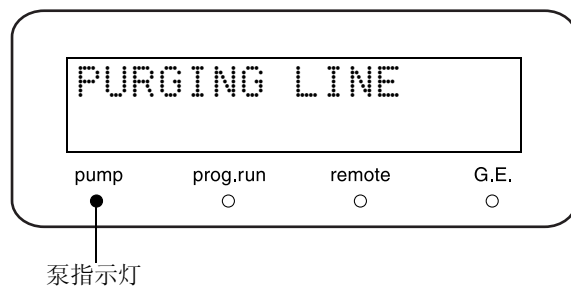 PURGING LINE
pump prog.run remote G.E.
泵指示灯